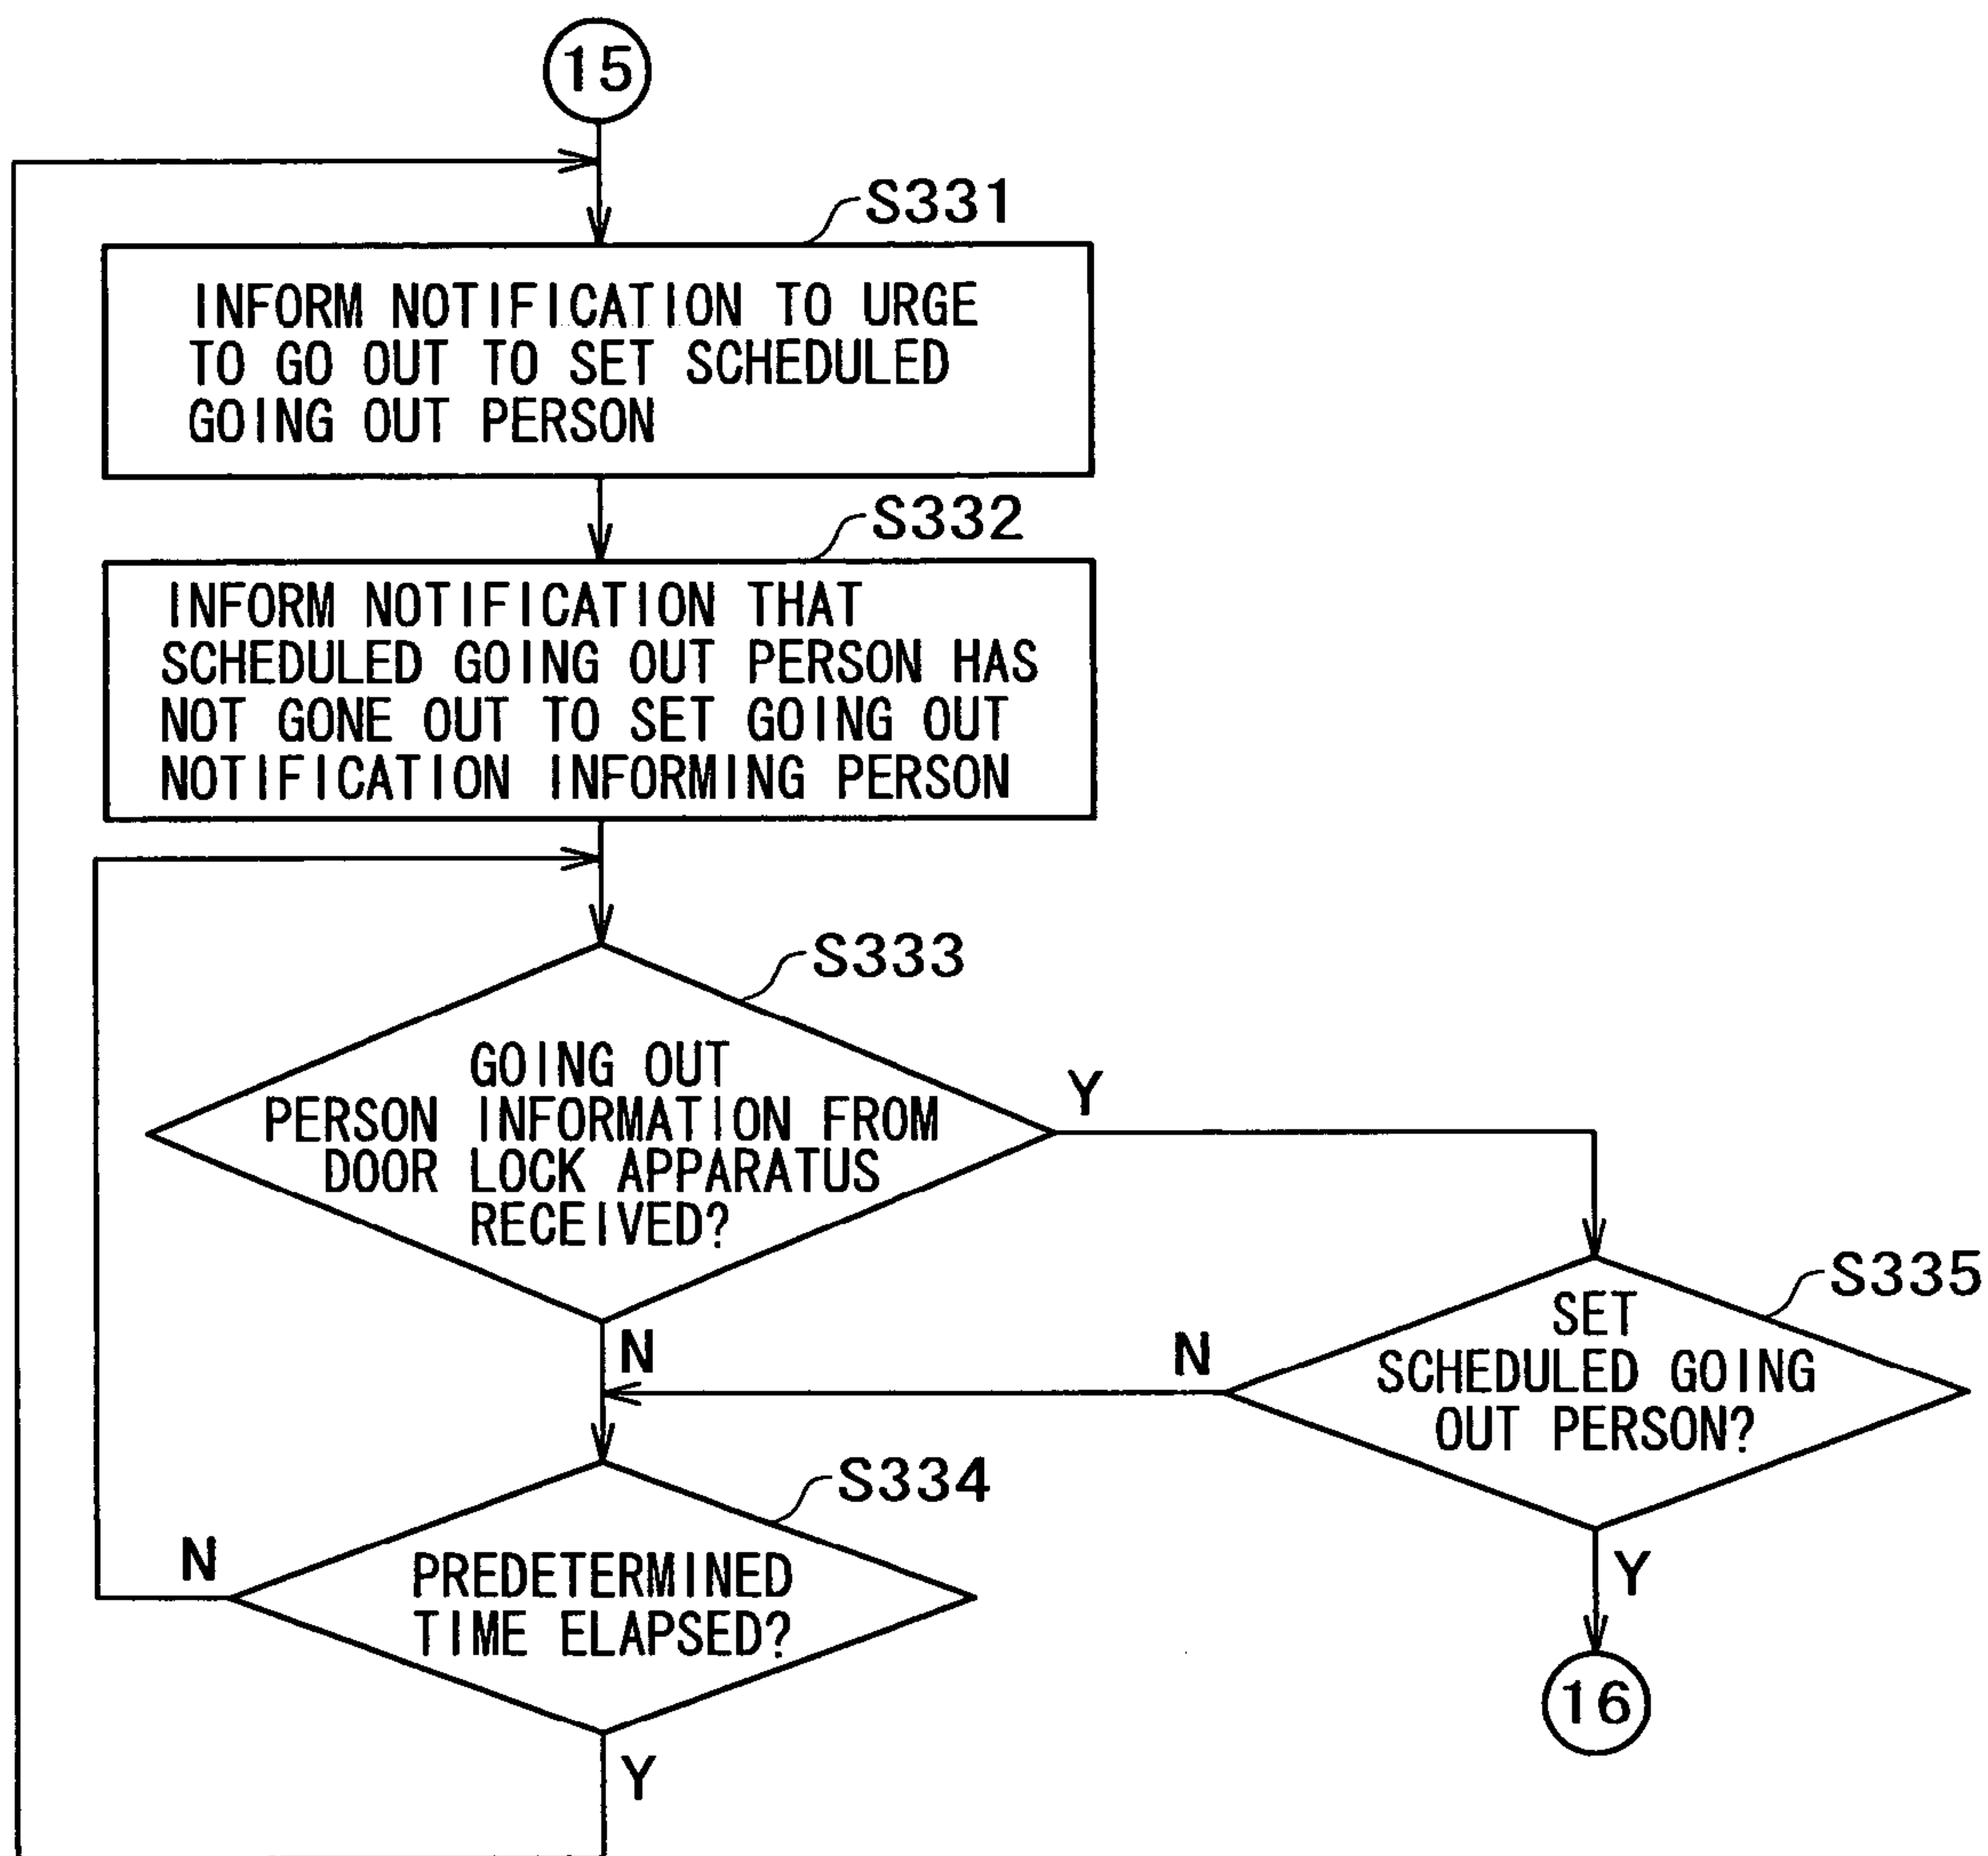 15
S331
INFORM NOTIFICATION TO URGE
TO GO OUT TO SET SCHEDULED
GOING OUT PERSON
S332
INFORM NOTIFICATION THAT
SCHEDULED GOING OUT PERSON HAS
NOT GONE OUT TO SET GOING OUT
NOTIFICATION INFORMING PERSON
S333
GOING OUT
PERSON INFORMATION FROM
DOOR LOCK APPARATUS
RECEIVED?
Y
N
S335
SET
SCHEDULED GOING
OUT PERSON?
N
Y
16
S334
PREDETERMINED
TIME ELAPSED?
N
Y